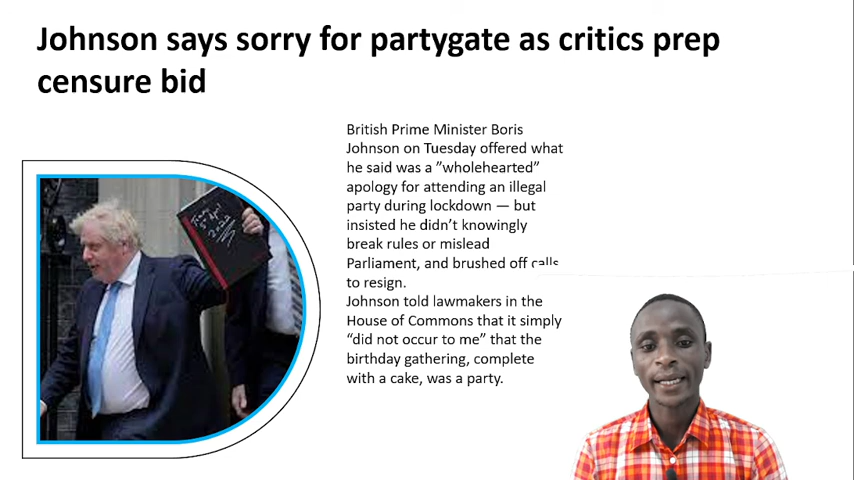 Johnson says sorry for partygate as critics prep
censure bid
British Prime Minister Boris
Johnson on Tuesday offered what
he said was a ”wholehearted”
apology for attending an illegal
party during lockdown — but
insisted he didn’t knowingly
break rules or mislead
Parliament, and brushed off calls
to resign.
Johnson told lawmakers in the
House of Commons that it simply
“did not occur to me” that the
birthday gathering, complete
with a cake, was a party.
2022